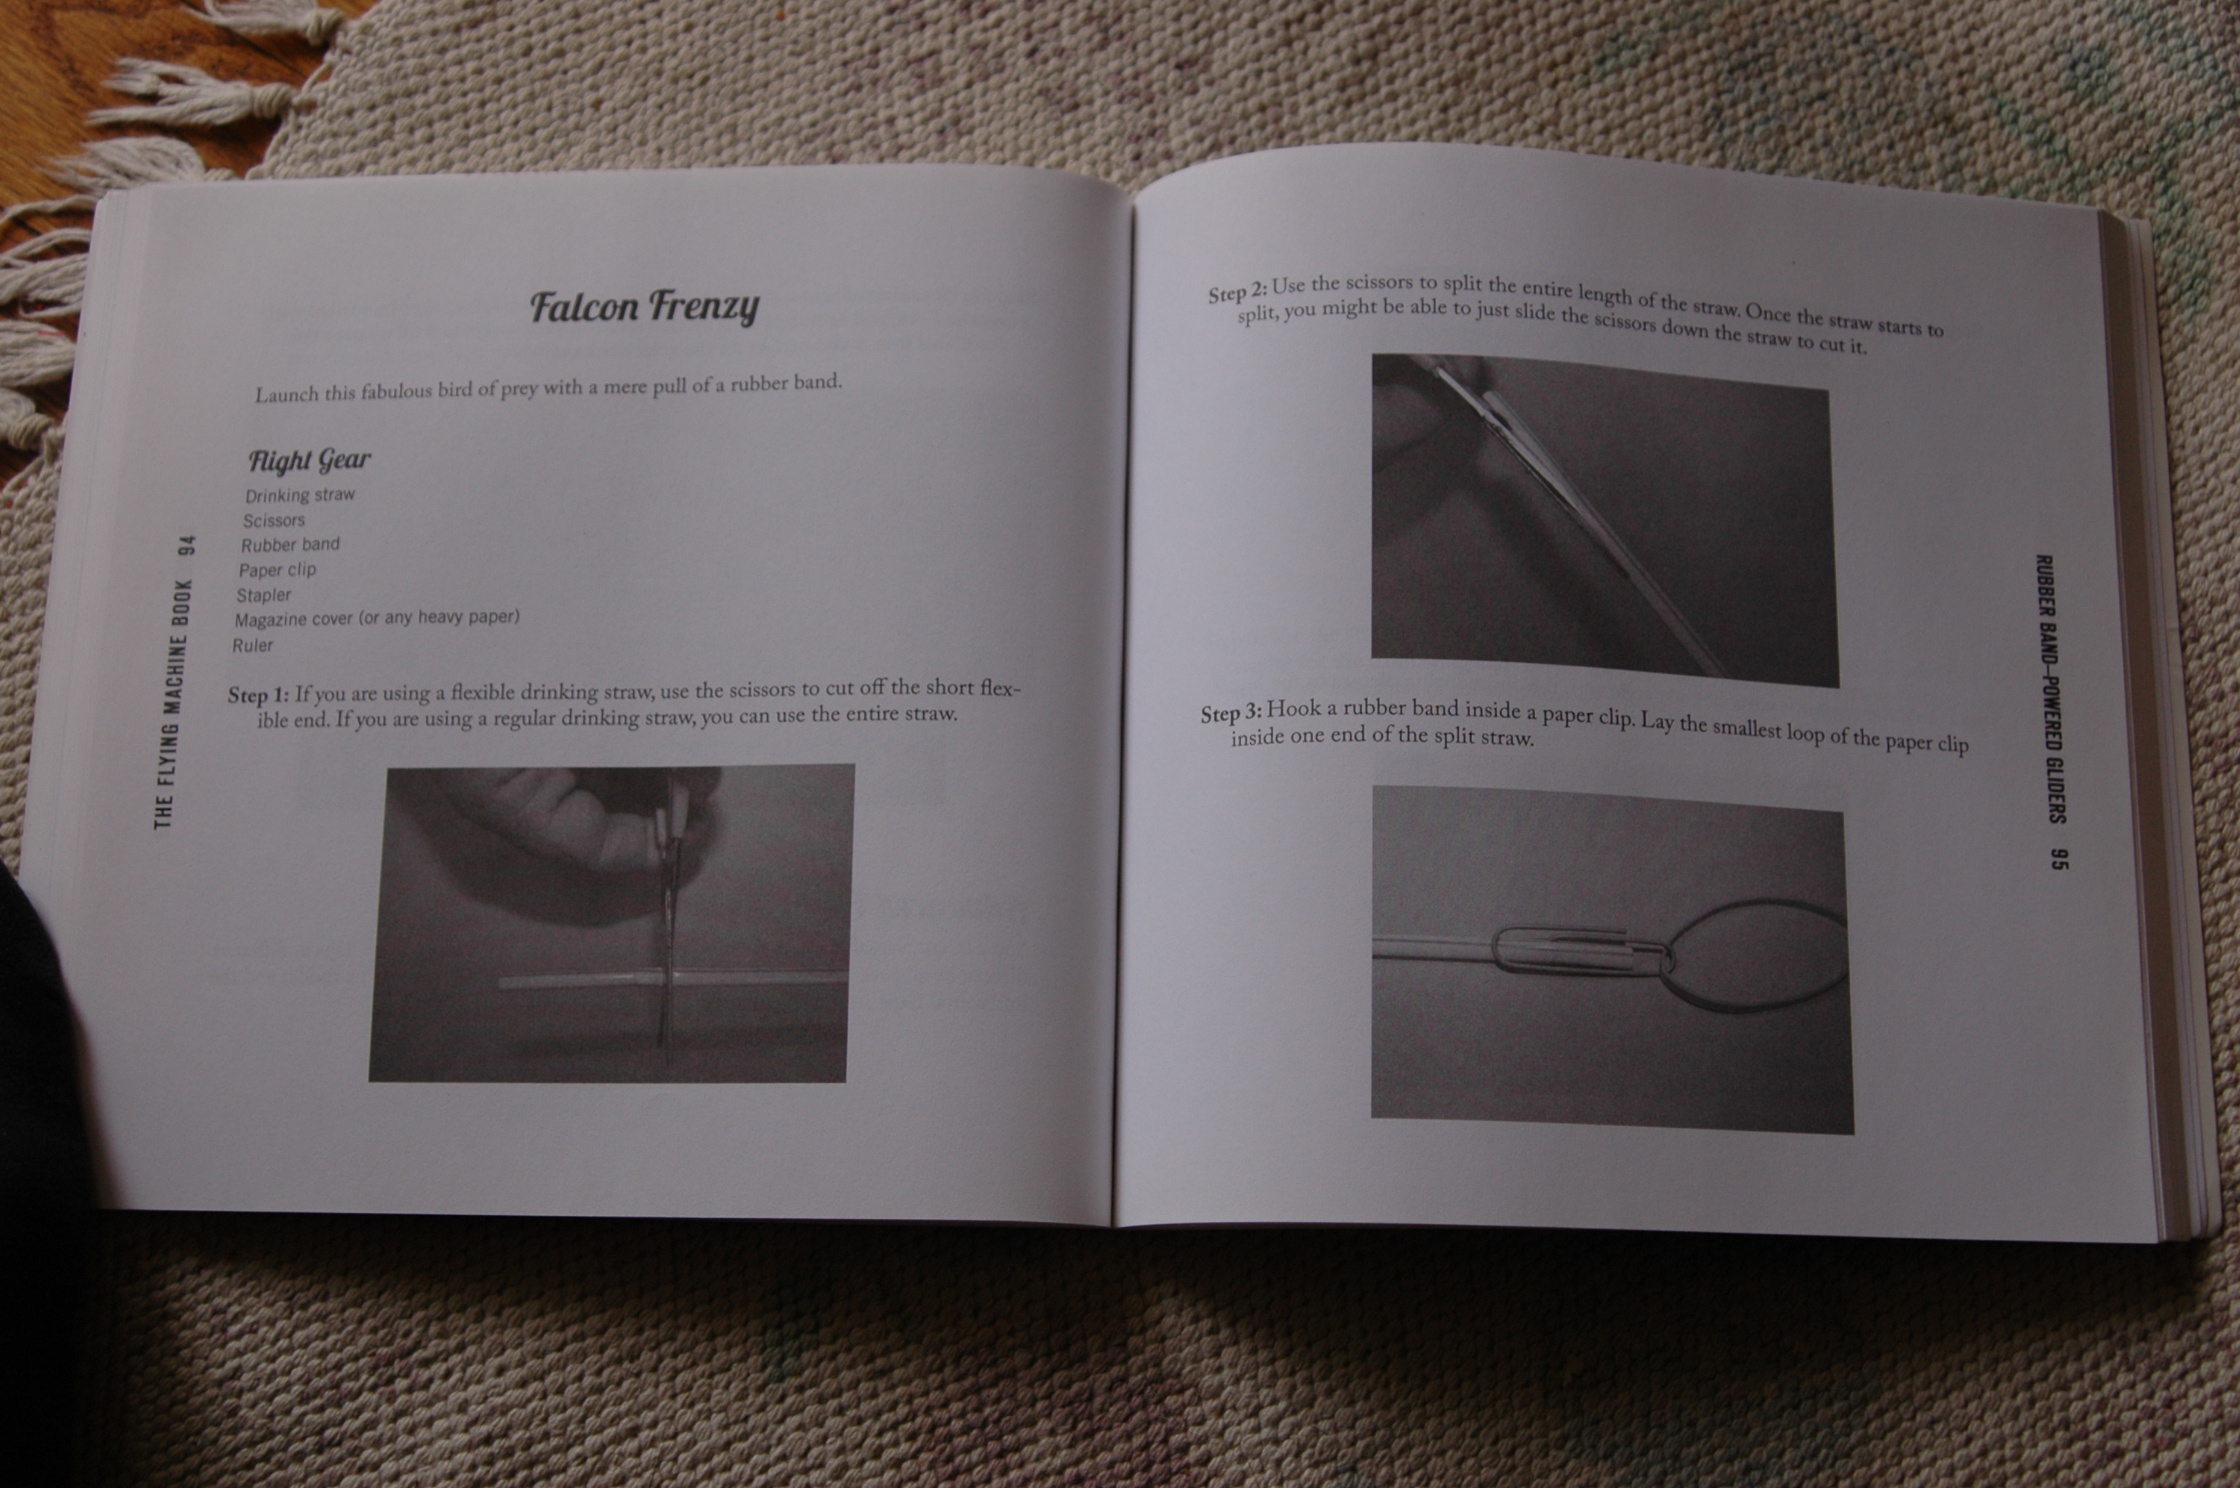 Falcon Frenzy
Launch this fabulous bird of prey with a mere pull of a rubber band.
Flight Gear
Drinking straw
Scissors
Rubber band
Paper clip
Stapler
Magazine cover (or any heavy paper)
Ruler
Step 1: If you are using a flexible drinking straw, use the scissors to cut off the short flex-
ible end. If you are using a regular drinking straw, you can use the entire straw.
THE FLYING MACHINE BOOK 94
Step 2: Use the scissors to split the entire length of the straw. Once the straw starts to
split, you might be able to just slide the scissors down the straw to cut it.
Step 3: Hook a rubber band inside a paper clip. Lay the smallest loop of the paper clip
inside one end of the split straw.
RUBBER BAND–POWERED GLIDERS 95